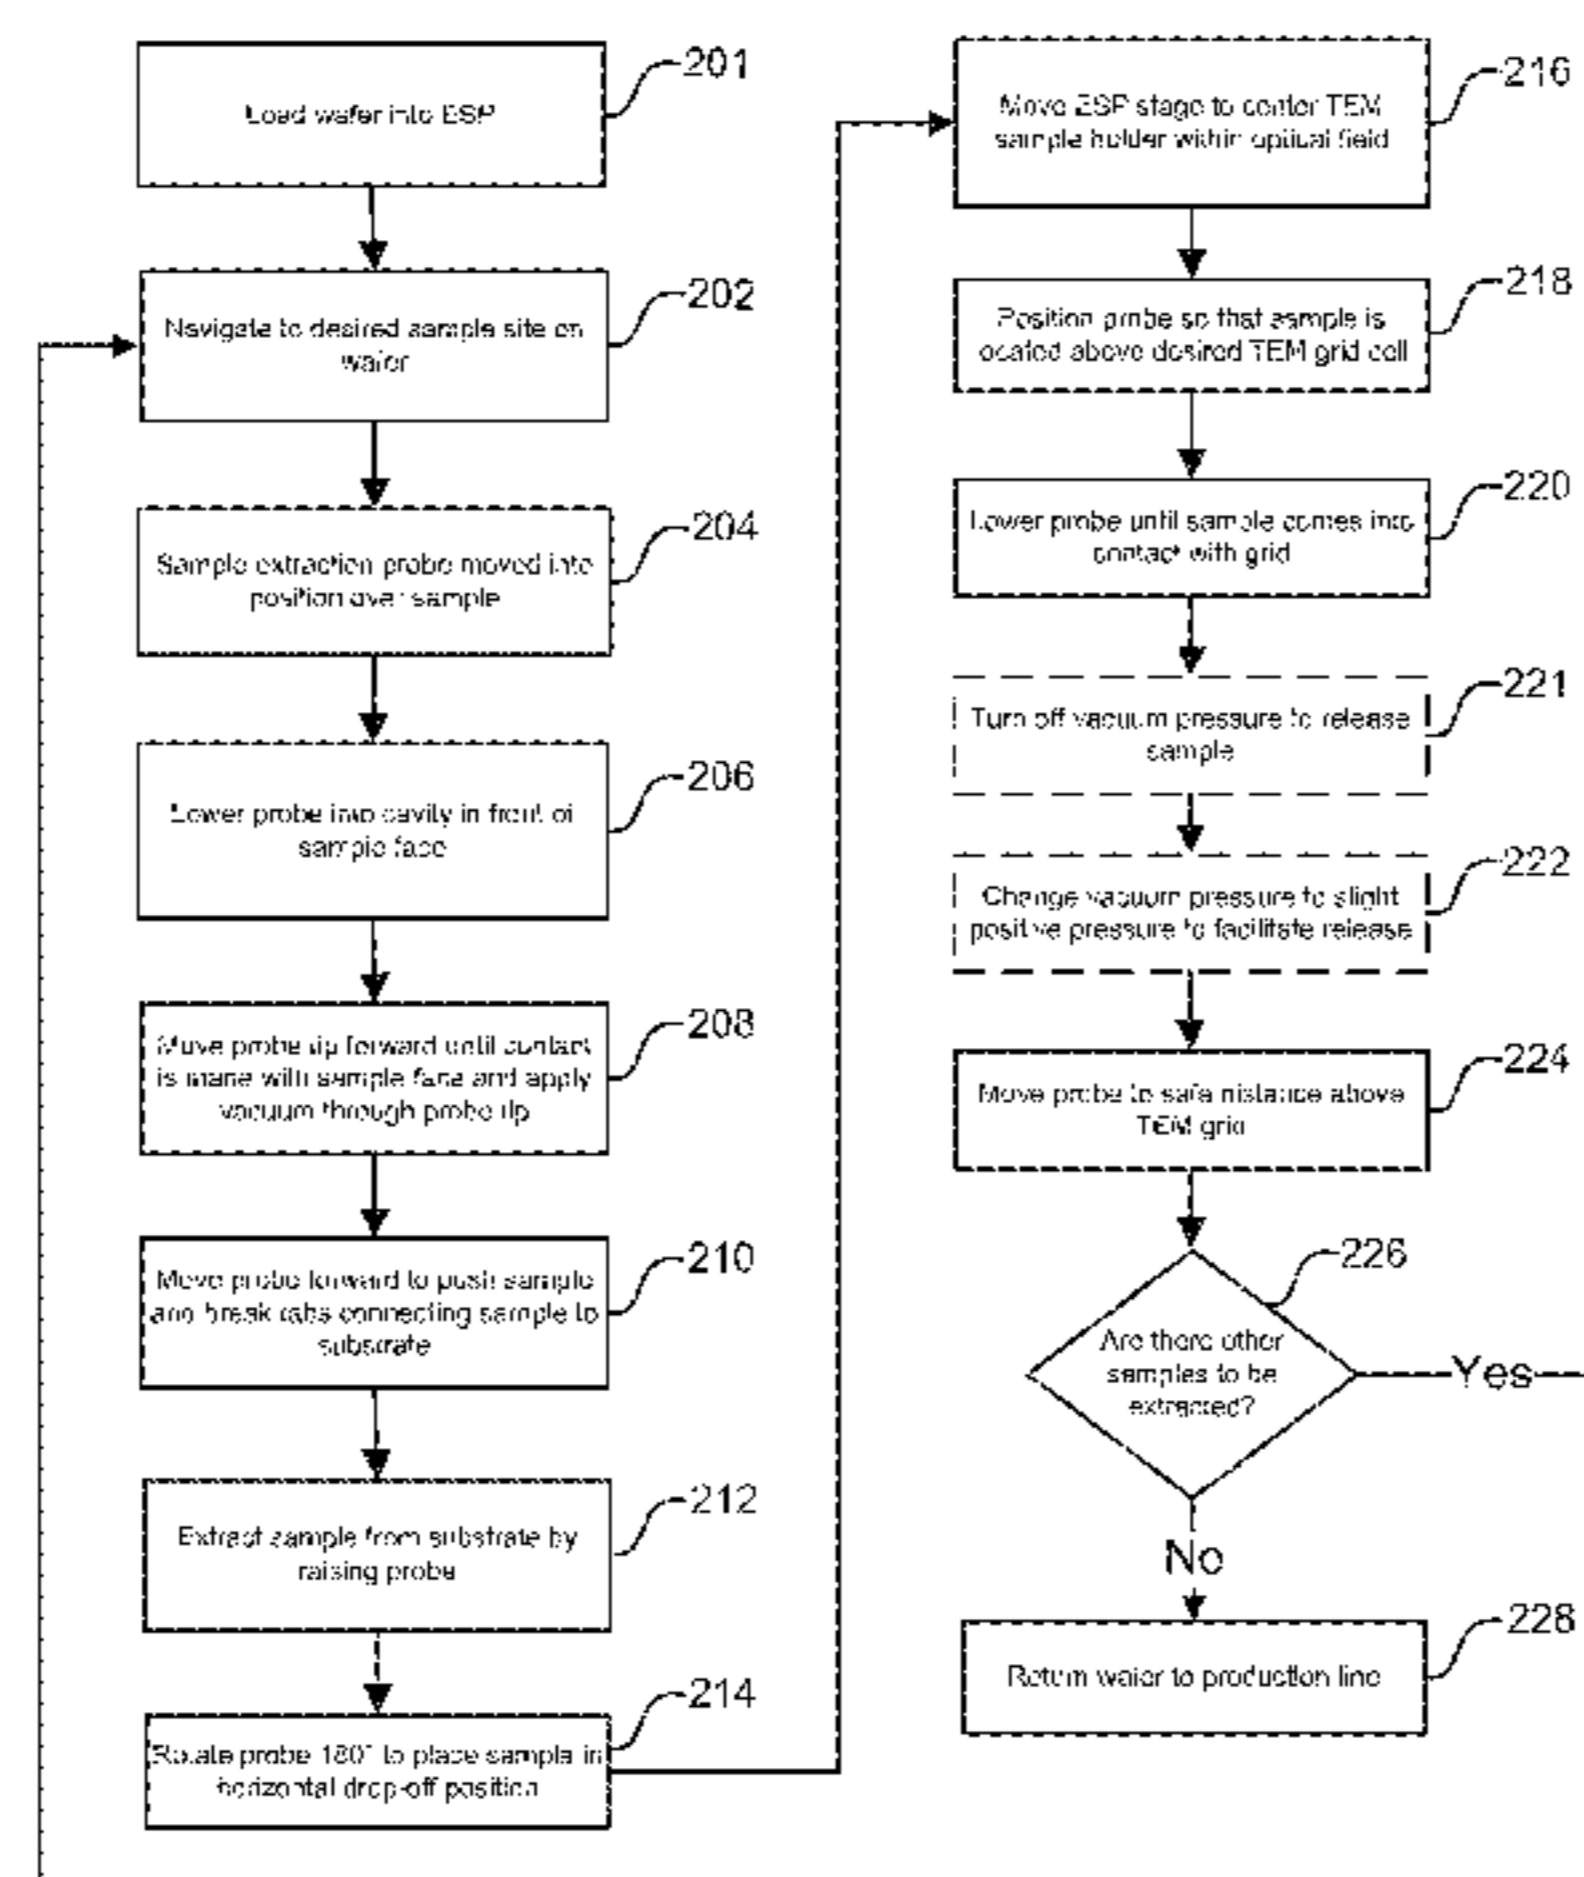 201
Load wafer into ESP
202
Navigate to desired sample site on
wafer
204
Sample extraction probe moved into
position over sample
206
Lower probe into cavity in front of
sample face
208
Move probe tip forward until contact
is made with sample face and apply
vacuum through probe tip
210
Move probe forward to push sample
and break tabs connecting sample to
substrate
212
Extract sample from substrate by
raising probe
214
Rotate probe 180° to place sample in
horizontal drop-off position
216
Move ESP stage to center TEM
sample holder within optical field
218
Position probe so that sample is
located above desired TEM grid cell
220
Lower probe until sample comes into
contact with grid
221
Turn off vacuum pressure to release
sample
222
Change vacuum pressure to slight
positive pressure to facilitate release
224
Move probe to safe distance above
TEM grid
226
Are there other
samples to be
extracted?
Yes
No
228
Return wafer to production line